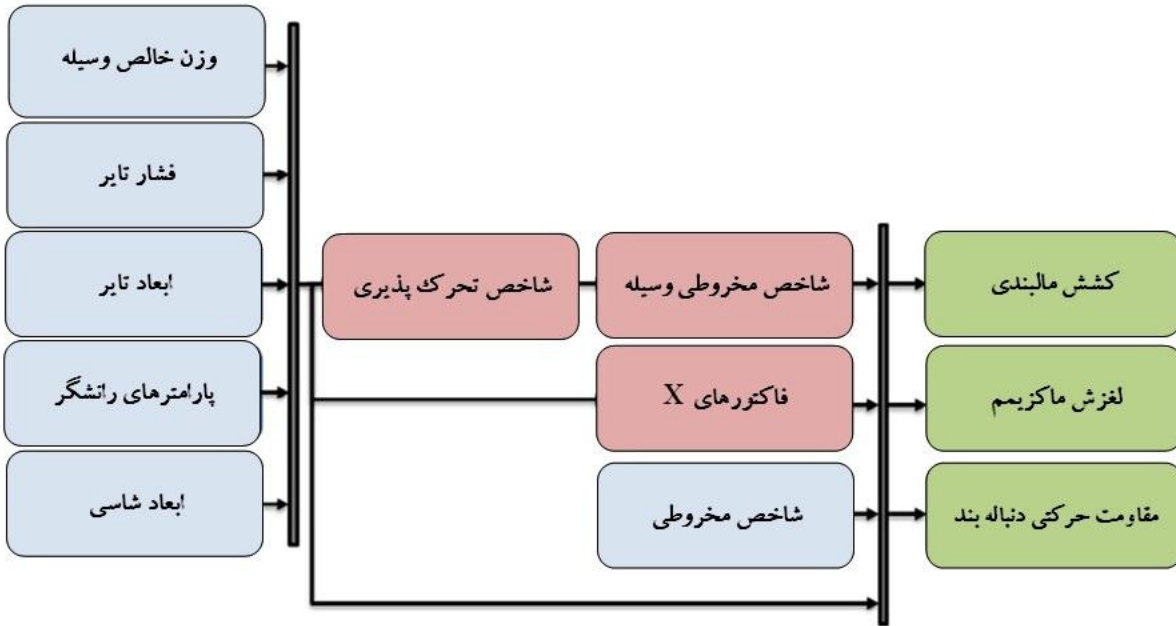 وزن خالص وسیله
فشار تایر
ابعاد تایر
شاخص تحرک پذیری
شاخص مخروطی وسیله
کشش مالبندی
پارامترهای رانشگر
فاکتورهای X
لغزش ماکزیمم
ابعاد شاسی
شاخص مخروطی
مقاومت حرکتی دنباله بند